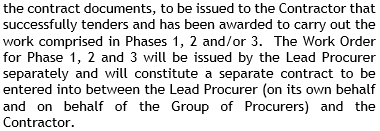 the contract documents, to be issued to the Contractor that
successfully tenders and has been awarded to carry out the
work comprised in Phases 1, 2 and/or 3. The Work Order
for Phase 1, 2 and 3 will be issued by the Lead Procurer
separately and will constitute a separate contract to be
entered into between the Lead Procurer (on its own behalf
and on behalf of the Group of Procurers) and the
Contractor.